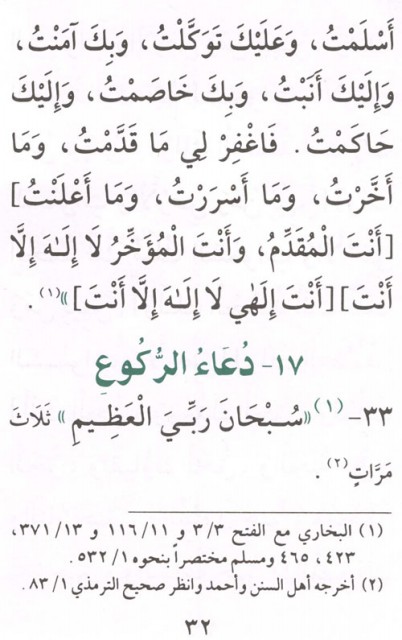 أَسْلَمْتُ، وَعَلَيْكَ تَوَكَّلْتُ، وَبِكَ آمَنْتُ،
وَإِلَيْكَ أَنَبْتُ، وَبِكَ خَاصَمْتُ، وَإِلَيْكَ
حَاكَمْتُ. فَاغْفِرْ لِي مَا قَدَّمْتُ، وَمَا
أَخَّرْتُ، وَمَا أَسْرَرْتُ، وَمَا أَعْلَنْتُ]
[أَنْتَ الْمُقَدِّمُ، وَأَنْتَ الْمُؤَخِّرُ لَا إِلَـٰهَ إِلَّا
أَنْتَ][أَنْتَ إِلَهِي لَا إِلَـٰهَ إِلَّا أَنْتَ]»(١).
١٧- دُعَاءُ الرُّكُوعِ
٣٣-(١)«سُبْحَانَ رَبِّيَ الْعَظِيمِ» ثَلَاثَ
مَرَّاتٍ(٢).
(١) البخاري مع الفتح ٣/٣ و ١١/ ١١٦ و ١٣/ ٣٧١،
٤٢٣، ٤٦٥ ومسلم مختصراً بنحوه ١/ ٥٣٢.
(٢) أخرجه أهل السنن وأحمد وانظر صحيح الترمذي ١/ ٨٣.
٣٢